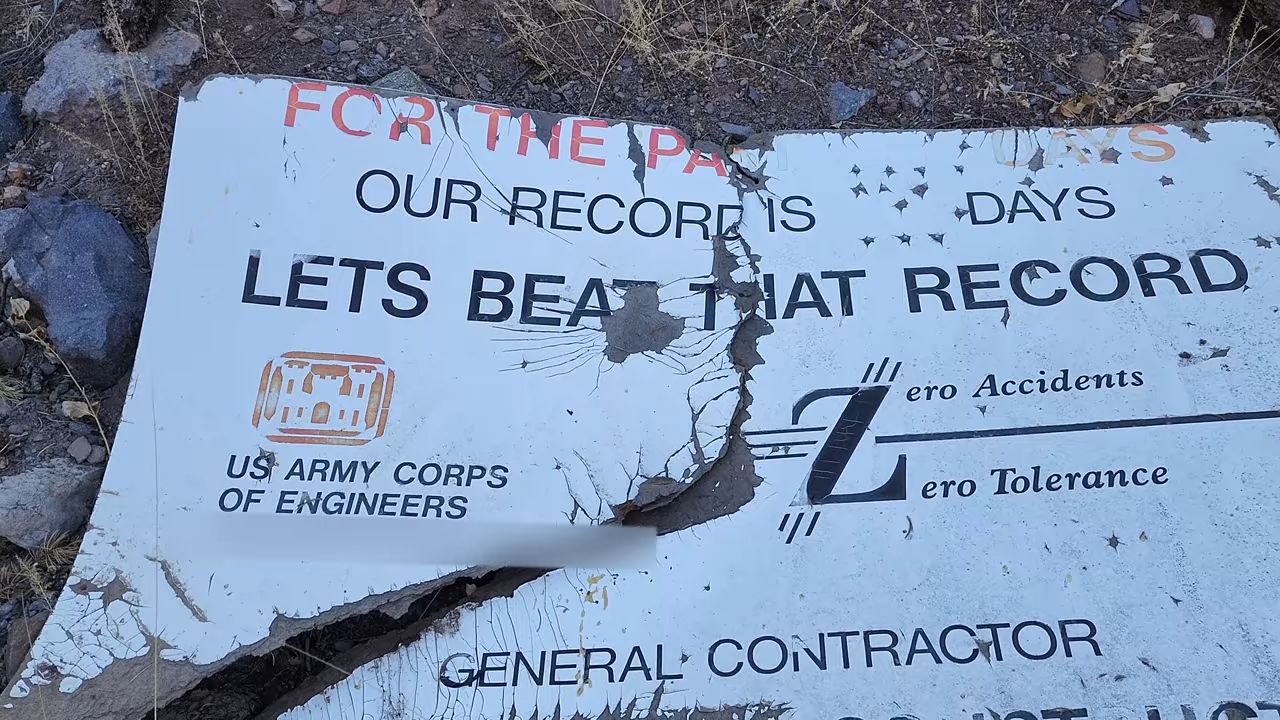 FOR THE PA DAYS
OUR RECORD IS DAYS
LETS BEAT THAT RECORD
Zero Accidents
Zero Tolerance
US ARMY CORPS
OF ENGINEERS
GENERAL CONTRACTOR